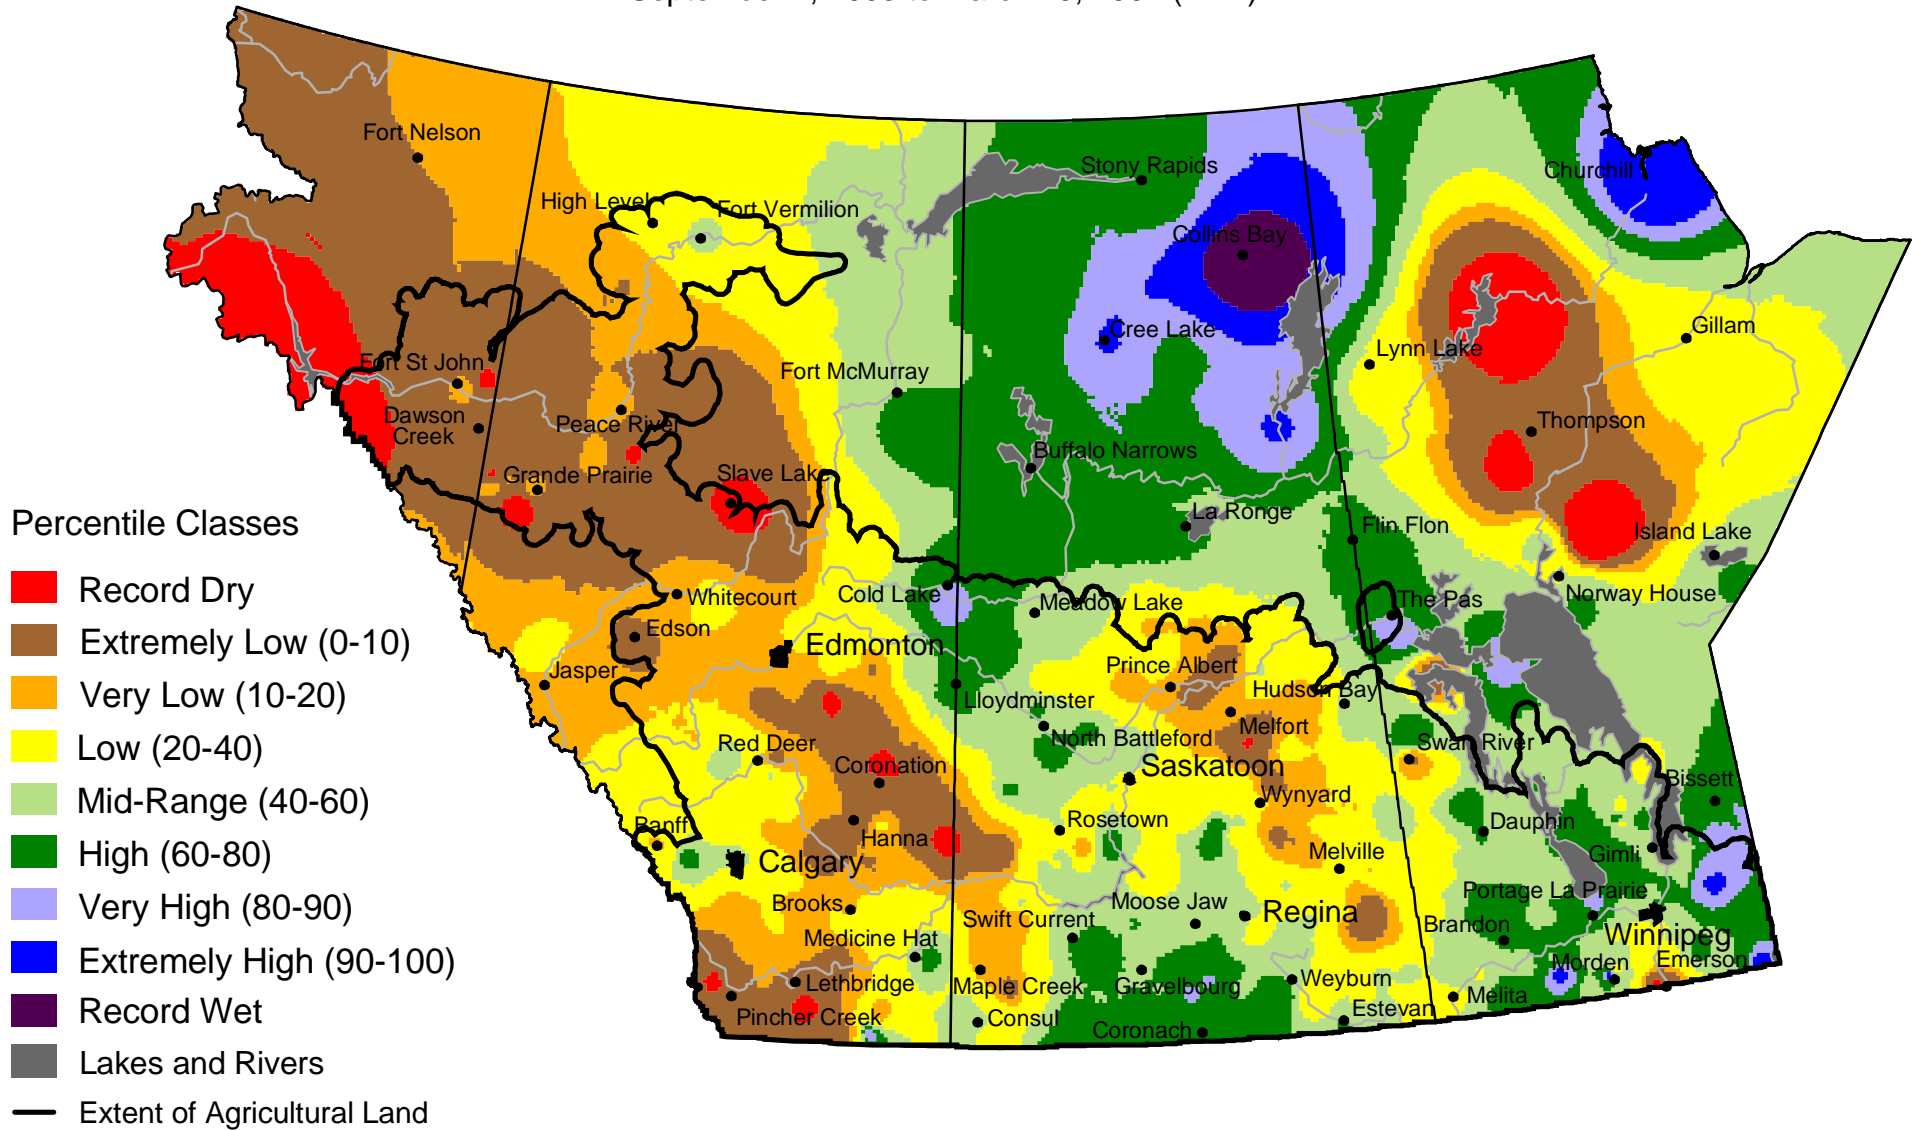 Fort Nelson
High Level
Fort Vermilion
Stony Rapids
Churchill
Collins Bay
Cree Lake
Gillam
Fort St John
Fort McMurray
Lynn Lake
Dawson
Creek
Peace River
Thompson
Grande Prairie
Slave Lake
Buffalo Narrows
La Ronge
Flin Flon
Island Lake
Whitecourt
Cold Lake
Meadow Lake
The Pas
Norway House
Edson
Edmonton
Jasper
Prince Albert
Hudson Bay
Lloydminster
Melfort
North Battleford
Red Deer
Coronation
Saskatoon
Swan River
Bissett
Wynyard
Banff
Hanna
Rosetown
Dauphin
Calgary
Melville
Gimli
Brooks
Swift Current
Moose Jaw
Regina
Portage La Prairie
Brandon
Medicine Hat
Winnipeg
Lethbridge
Maple Creek
Gravelbourg
Weyburn
Morden
Emerson
Pincher Creek
Consul
Coronach
Estevan
Melita
Percentile Classes
Record Dry
Extremely Low (0-10)
Very Low (10-20)
Low (20-40)
Mid-Range (40-60)
High (60-80)
Very High (80-90)
Extremely High (90-100)
Record Wet
Lakes and Rivers
Extent of Agricultural Land